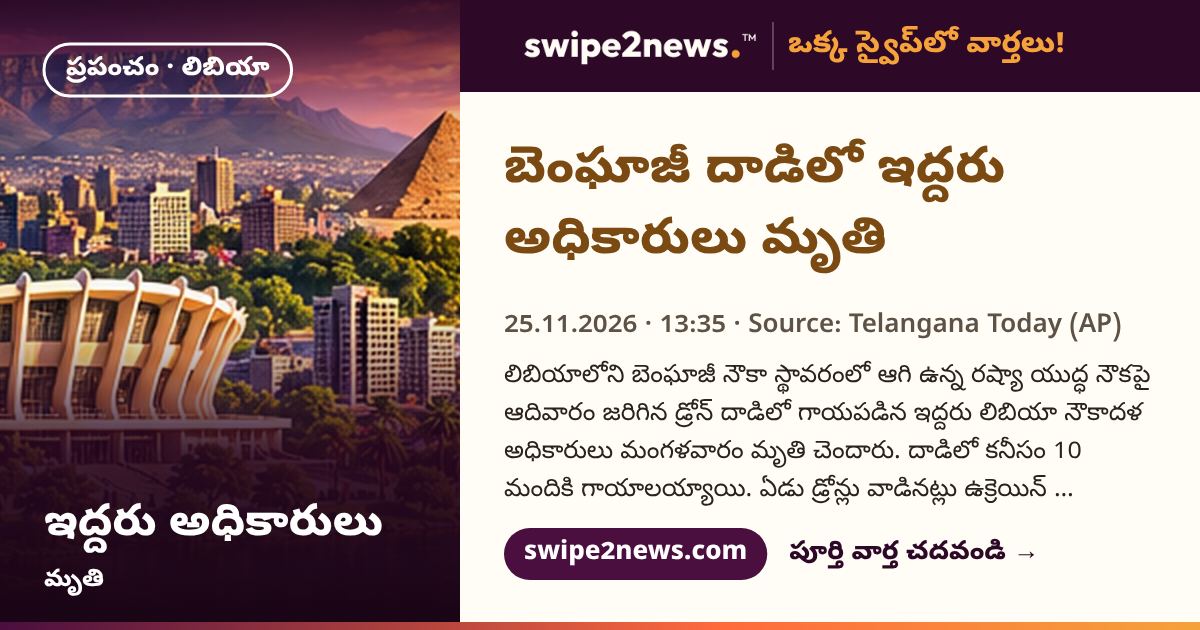 ప్రపంచం · లిబియా
swipe2news.™ ఒక్క స్వైప్‌లో వార్తలు!
బెంఘాజీ దాడిలో ఇద్దరు
అధికారులు మృతి
25.11.2026 · 13:35 · Source: Telangana Today (AP)
లిబియాలోని బెంఘాజీ నౌకా స్థావరంలో ఆగి ఉన్న రష్యా యుద్ధ నౌకపై
ఆదివారం జరిగిన డ్రోన్ దాడిలో గాయపడిన ఇద్దరు లిబియా నౌకాదళ
అధికారులు మంగళవారం మృతి చెందారు. దాడిలో కనీసం 10
మందికి గాయాలయ్యాయి. ఏడు డ్రోన్లు వాడినట్లు ఉక్రెయిన్ ...
swipe2news.com పూర్తి వార్త చదవండి →
ఇద్దరు అధికారులు
మృతి